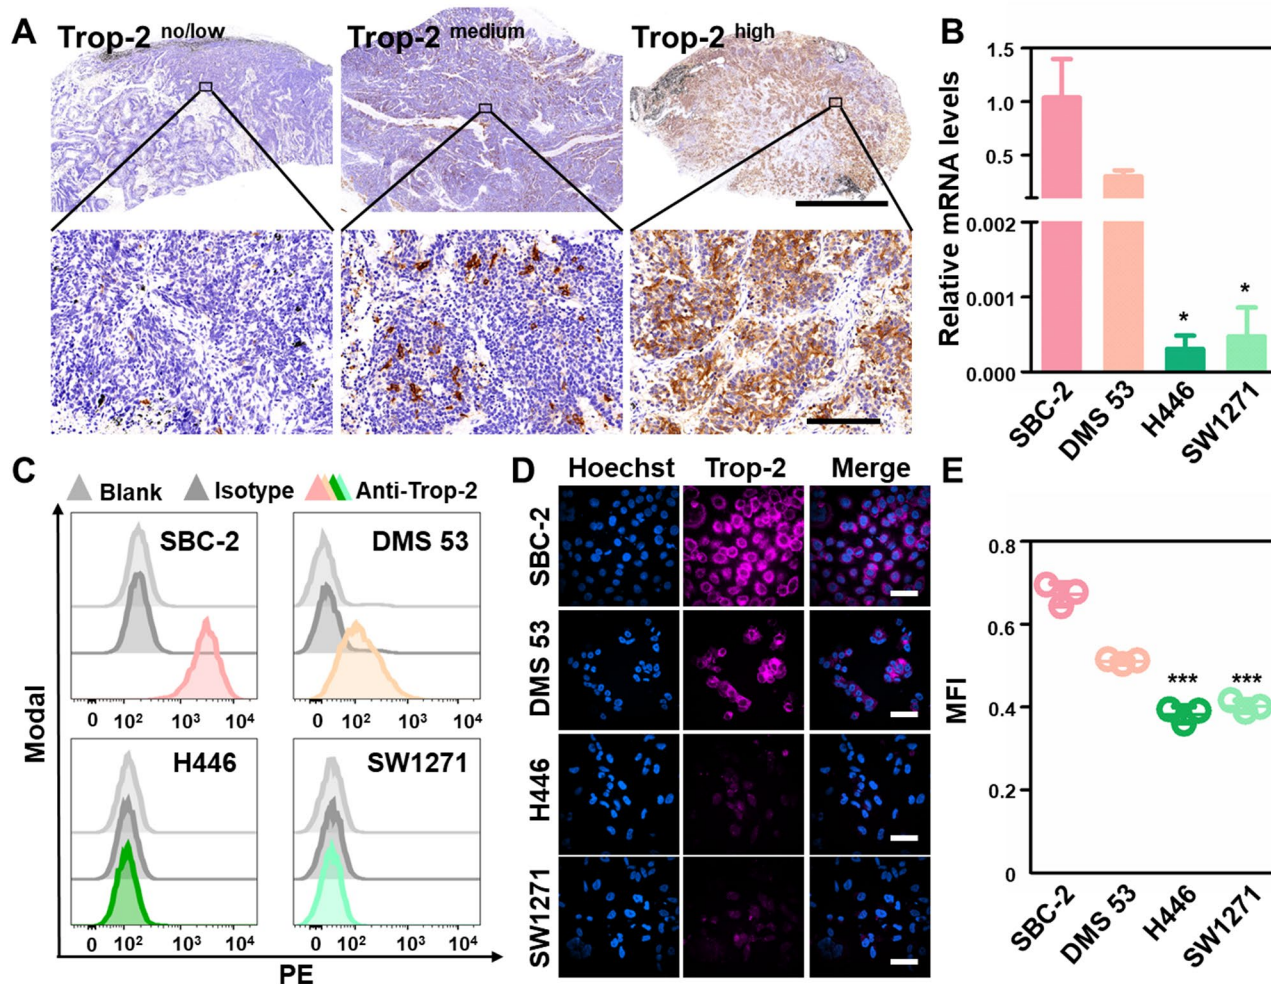 A
Trop-2 no/low
Trop-2 medium
Trop-2 high
B
Relative mRNA levels
1.5
1.0
0.5
0.002
0.001
0.000
*
*
SBC-2
DMS 53
H446
SW1271
C
Blank
Isotype
Anti-Trop-2
Modal
SBC-2
DMS 53
0 10² 10³ 10⁴
0 10² 10³ 10⁴
H446
SW1271
0 10² 10³ 10⁴
0 10² 10³ 10⁴
PE
D
Hoechst
Trop-2
Merge
SBC-2
DMS 53
H446
SW1271
E
MFI
0.8
0.6
0.4
0.2
0
***
***
SBC-2
DMS 53
H446
SW1271